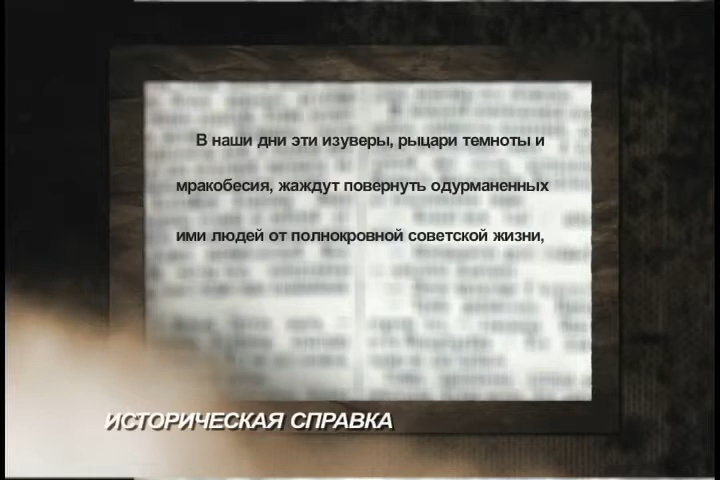 В наши дни эти изуверы, рыцари темноты и
мракобесия, жаждут повернуть одурманенных
ими людей от полнокровной советской жизни,
ИСТОРИЧЕСКАЯ СПРАВКА